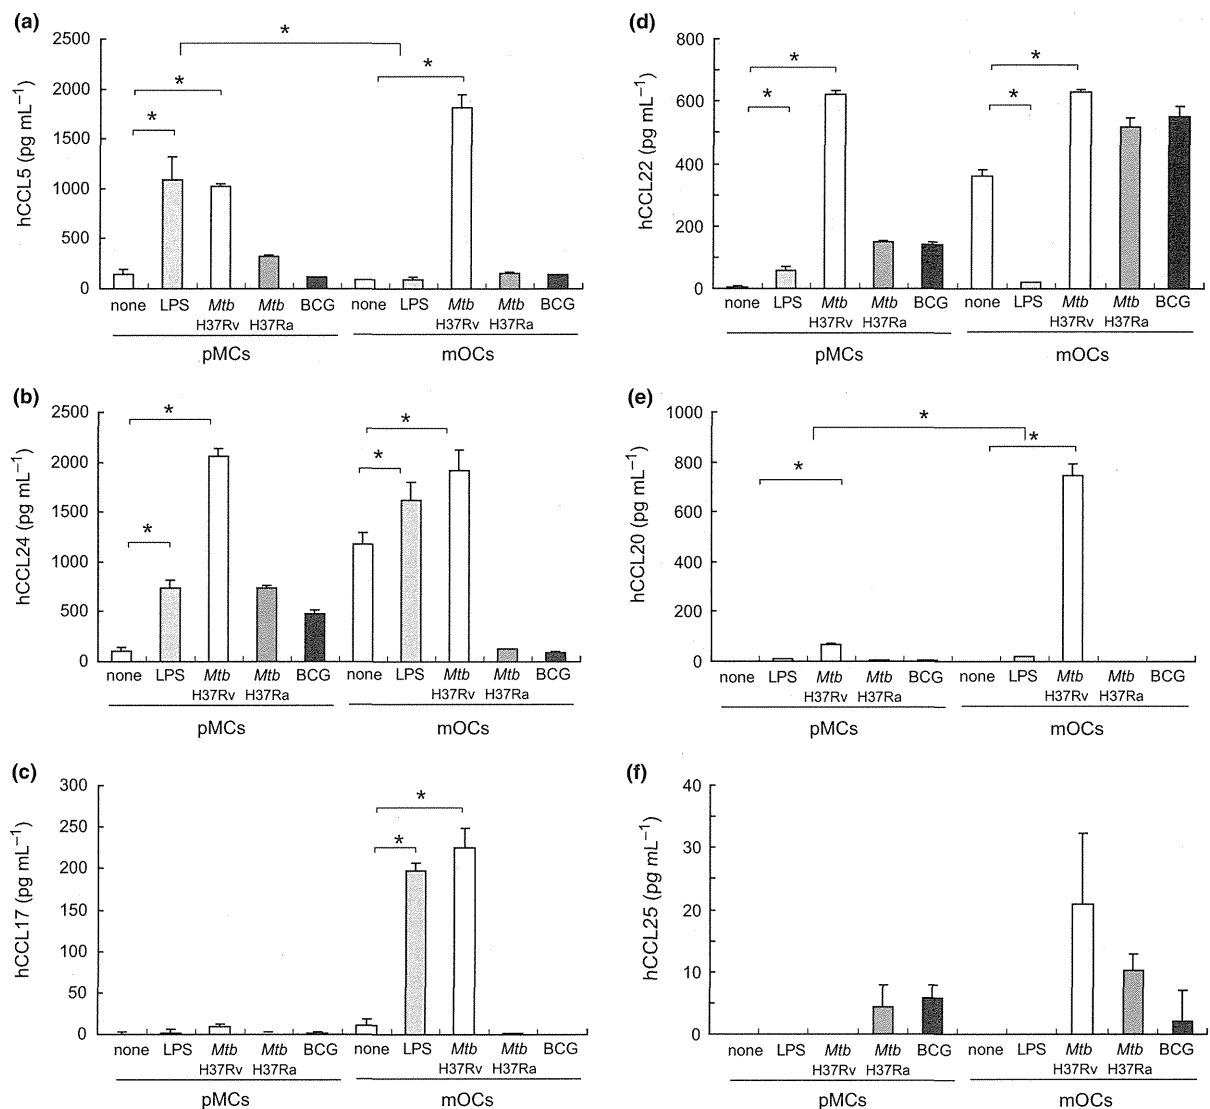 (a)
hCCL5 (pg mL⁻¹)
2500
2000
1500
1000
500
0
*
*
*
*
none LPS Mtb Mtb BCG none LPS Mtb Mtb BCG
H37Rv H37Ra H37Rv H37Ra
pMCs mOCs
(d)
hCCL22 (pg mL⁻¹)
800
600
400
200
0
*
*
*
*
none LPS Mtb Mtb BCG none LPS Mtb Mtb BCG
H37Rv H37Ra H37Rv H37Ra
pMCs mOCs
(b)
hCCL24 (pg mL⁻¹)
2500
2000
1500
1000
500
0
*
*
*
*
none LPS Mtb Mtb BCG none LPS Mtb Mtb BCG
H37Rv H37Ra H37Rv H37Ra
pMCs mOCs
(e)
hCCL20 (pg mL⁻¹)
1000
800
600
400
200
0
*
*
*
none LPS Mtb Mtb BCG none LPS Mtb Mtb BCG
H37Rv H37Ra H37Rv H37Ra
pMCs mOCs
(c)
hCCL17 (pg mL⁻¹)
300
250
200
150
100
50
0
*
*
none LPS Mtb Mtb BCG none LPS Mtb Mtb BCG
H37Rv H37Ra H37Rv H37Ra
pMCs mOCs
(f)
hCCL25 (pg mL⁻¹)
40
30
20
10
0
none LPS Mtb Mtb BCG none LPS Mtb Mtb BCG
H37Rv H37Ra H37Rv H37Ra
pMCs mOCs